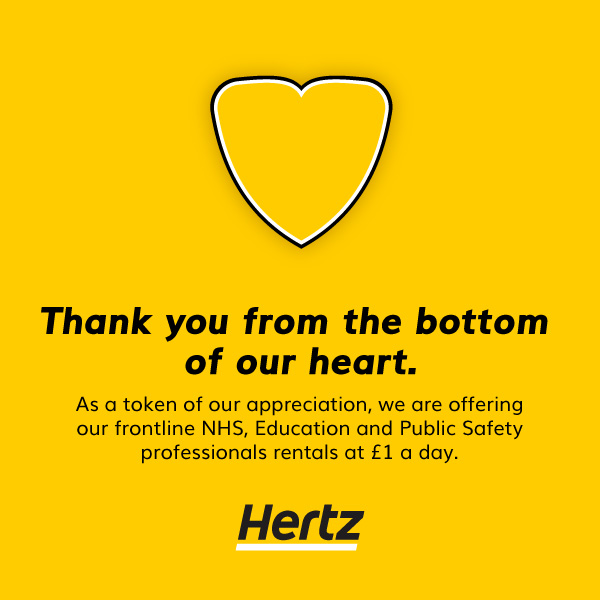 Thank you from the bottom
of our heart.
As a token of our appreciation, we are offering
our frontline NHS, Education and Public Safety
professionals rentals at £1 a day.
Hertz